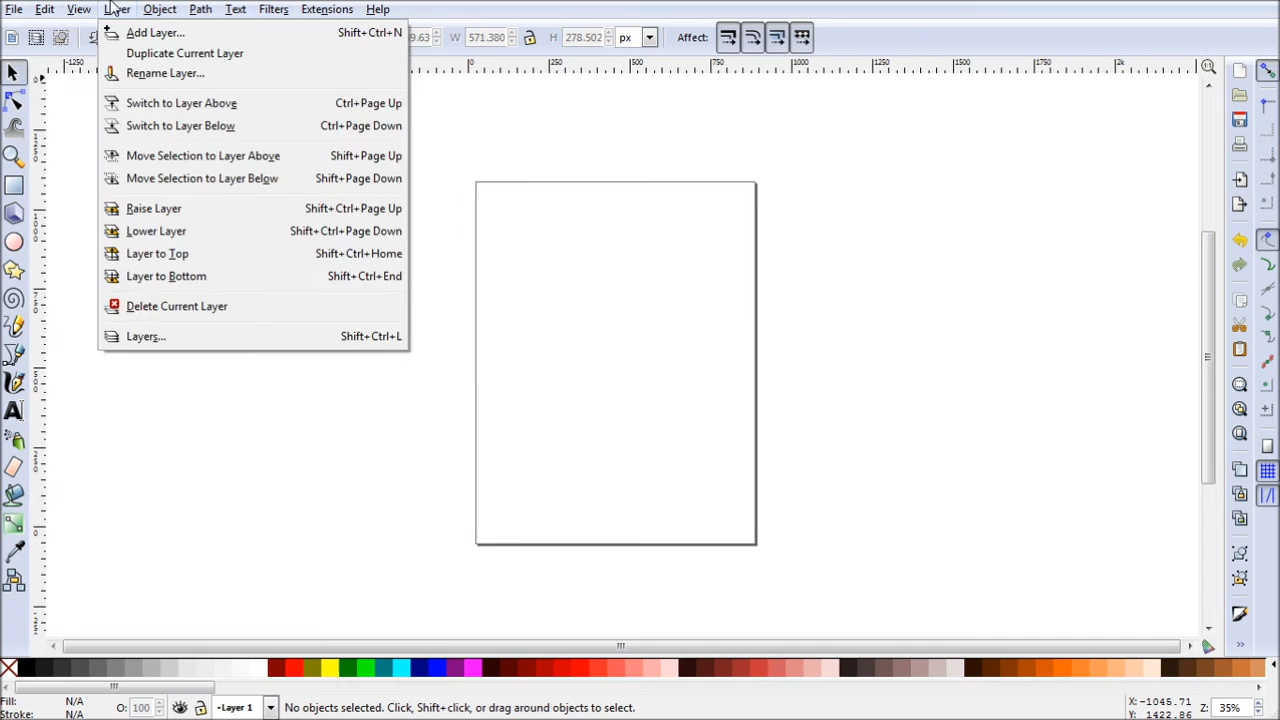 File Edit View Layer Object Path Text Filters Extensions Help
W 571.380 H 278.502 px Affect:
Add Layer... Shift+Ctrl+N
Duplicate Current Layer
Rename Layer...
Switch to Layer Above Ctrl+Page Up
Switch to Layer Below Ctrl+Page Down
Move Selection to Layer Above Shift+Page Up
Move Selection to Layer Below Shift+Page Down
Raise Layer Shift+Ctrl+Page Up
Lower Layer Shift+Ctrl+Page Down
Layer to Top Shift+Ctrl+Home
Layer to Bottom Shift+Ctrl+End
Delete Current Layer
Layers... Shift+Ctrl+L
Fill: N/A
Stroke: N/A
O: 100
Layer 1
No objects selected. Click, Shift+click, or drag around objects to select.
X: -1045.71
Y: 1422.86
Z: 35%